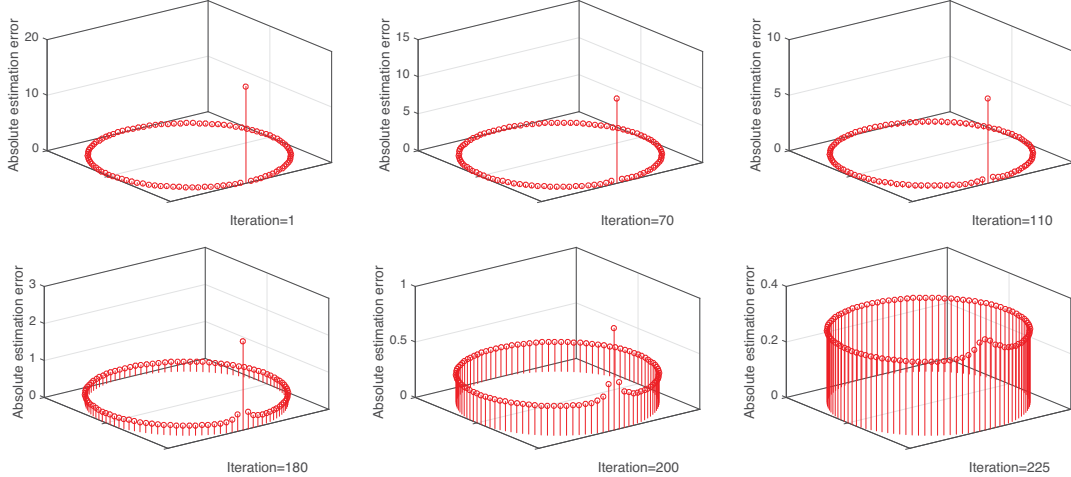 Absolute estimation error
20
10
0
Iteration=1
Absolute estimation error
15
10
5
0
Iteration=70
Absolute estimation error
10
5
0
Iteration=110
Absolute estimation error
3
2
1
0
Iteration=180
Absolute estimation error
1
0.5
0
Iteration=200
Absolute estimation error
0.4
0.2
0
Iteration=225